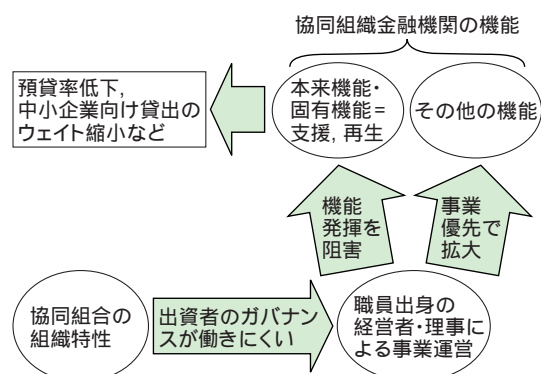 協同組織金融機関の機能
預貸率低下,
中小企業向け貸出の
ウェイト縮小など
本来機能・
固有機能=
支援, 再生
その他の機能
機能
発揮を
阻害
事業
優先で
拡大
協同組合の
組織特性
出資者のガバナン
スが働きにくい
職員出身の
経営者・理事に
よる事業運営